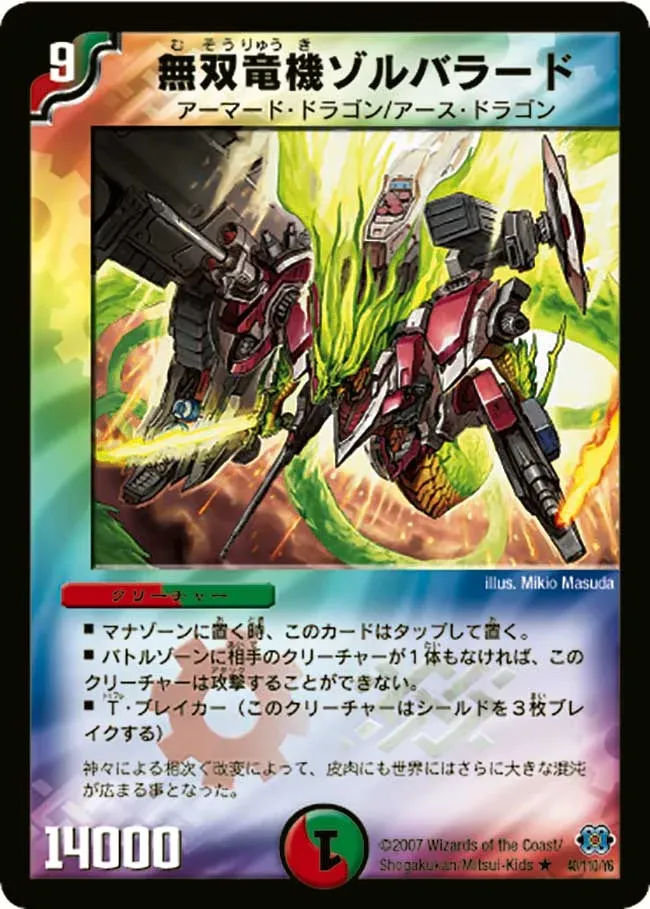 9
む そうりゅう き
無双竜機ゾルバラード
アーマード・ドラゴン/アース・ドラゴン
illus. Mikio Masuda
クリーチャー
■ マナゾーンに置く時、このカードはタップして置く。
■ バトルゾーンに相手のクリーチャーが1体もなければ、この
クリーチャーは攻撃することができない。
■ T・ブレイカー（このクリーチャーはシールドを3枚ブレ
イクする）
神々による相次ぐ改変によって、皮肉にも世界にはさらに大きな混沌
が広まる事となった。
14000
1
©2007 Wizards of the Coast/
Shogakukan/Mitsui-Kids ★ 40/110/Y6